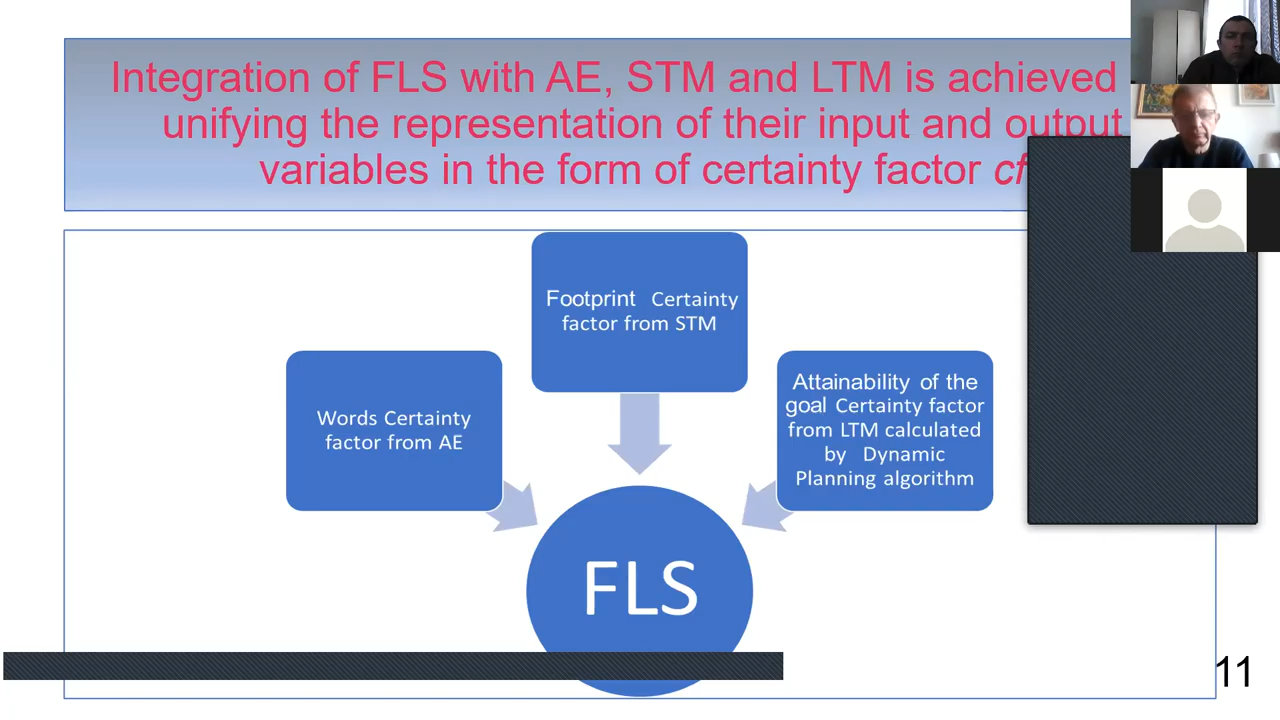 Integration of FLS with AE, STM and LTM is achieved
unifying the representation of their input and output
variables in the form of certainty factor cf
Footprint Certainty
factor from STM
Words Certainty
factor from AE
Attainability of the
goal Certainty factor
from LTM calculated
by Dynamic
Planning algorithm
FLS
11